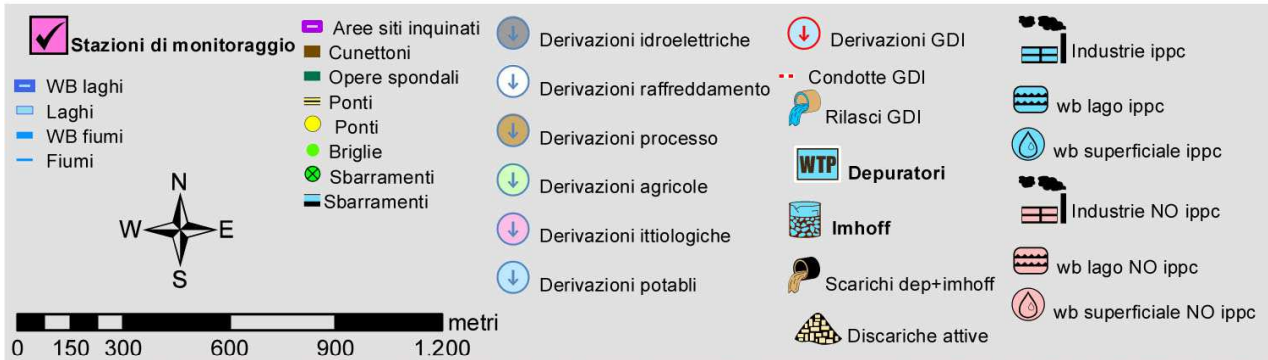 Stazioni di monitoraggio
WB laghi
Laghi
WB fiumi
Fiumi
N
W E
S
metri
0 150 300 600 900 1.200
Aree siti inquinati
Cunettoni
Opere spondali
Ponti
Ponti
Briglie
Sbarramenti
Sbarramenti
Derivazioni idroelettriche
Derivazioni raffreddamento
Derivazioni processo
Derivazioni agricole
Derivazioni ittiologiche
Derivazioni potabli
Derivazioni GDI
Condotte GDI
Rilasci GDI
WTP Depuratori
Imhoff
Scarichi dep+imhoff
Discariche attive
Industrie ippc
wb lago ippc
wb superficiale ippc
Industrie NO ippc
wb lago NO ippc
wb superficiale NO ippc